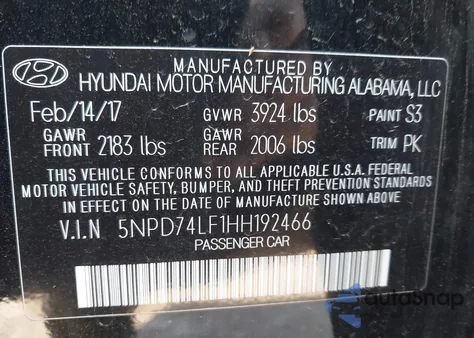 MANUFACTURED BY
HYUNDAI MOTOR MANUFACTURING ALABAMA, LLC
Feb/14/17 GVWR 3924 lbs PAINT S3
GAWR FRONT 2183 lbs GAWR REAR 2006 lbs TRIM PK
THIS VEHICLE CONFORMS TO ALL APPLICABLE U.S.A. FEDERAL
MOTOR VEHICLE SAFETY, BUMPER, AND THEFT PREVENTION STANDARDS
IN EFFECT ON THE DATE OF MANUFACTURE SHOWN ABOVE
V.I.N 5NPD74LF1HH192466
PASSENGER CAR
autoSnap